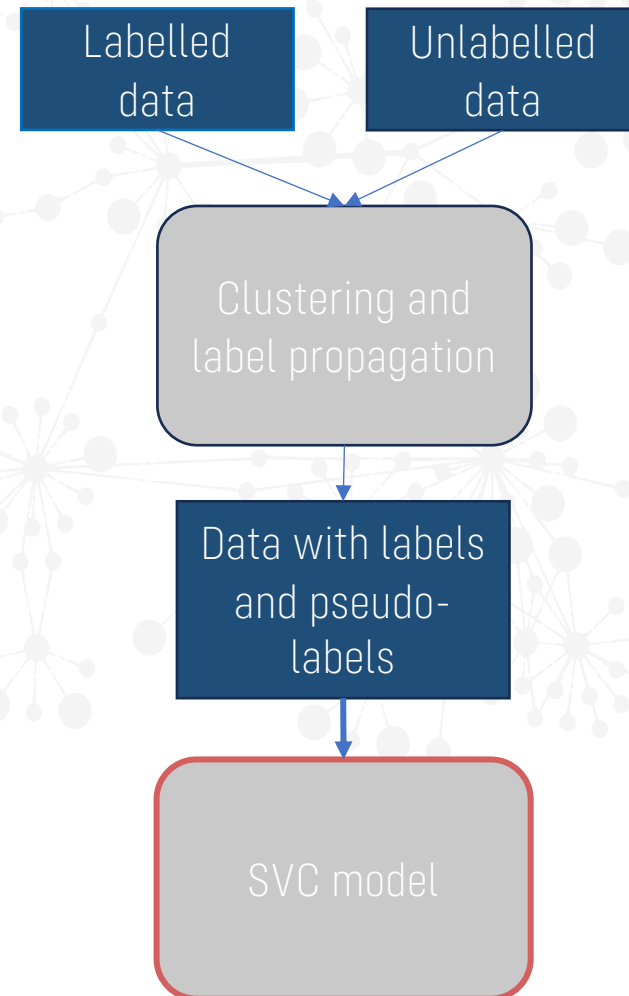 Labelled
data
Unlabelled
data
Clustering and
label propagation
Data with labels
and pseudo-
labels
SVC model